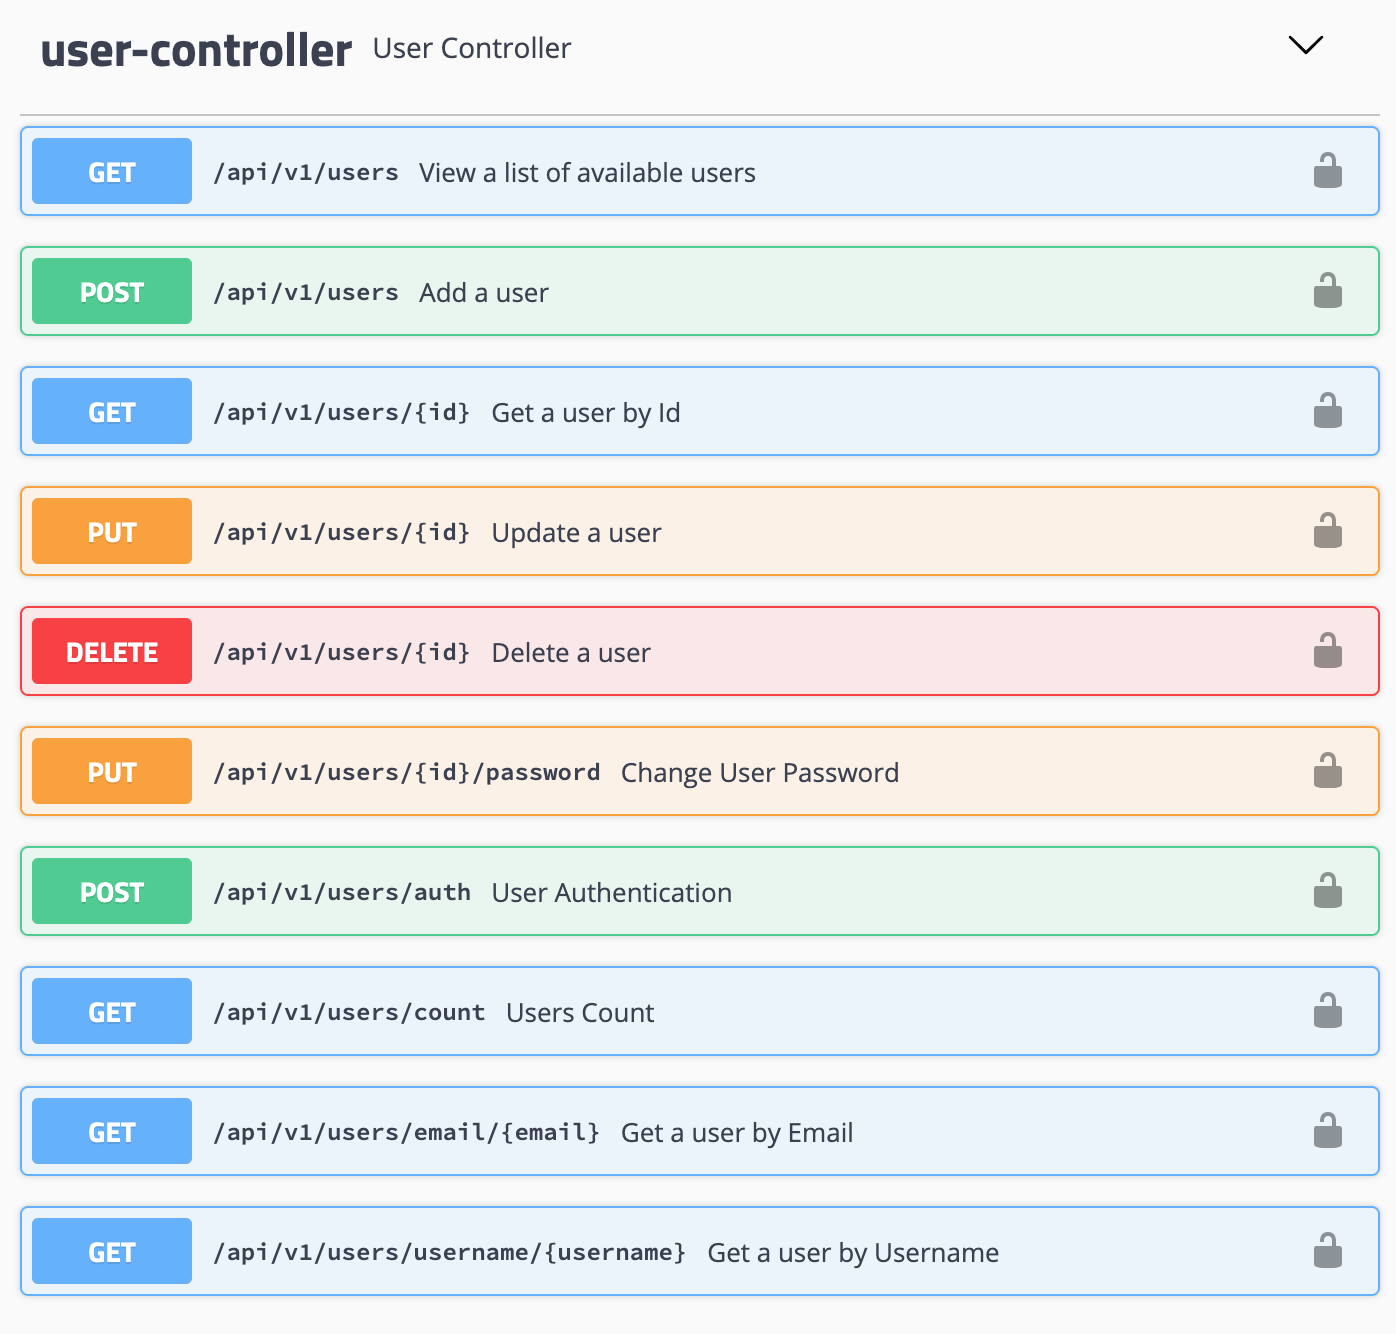 user-controller User Controller
GET /api/v1/users View a list of available users
POST /api/v1/users Add a user
GET /api/v1/users/{id} Get a user by Id
PUT /api/v1/users/{id} Update a user
DELETE /api/v1/users/{id} Delete a user
PUT /api/v1/users/{id}/password Change User Password
POST /api/v1/users/auth User Authentication
GET /api/v1/users/count Users Count
GET /api/v1/users/email/{email} Get a user by Email
GET /api/v1/users/username/{username} Get a user by Username